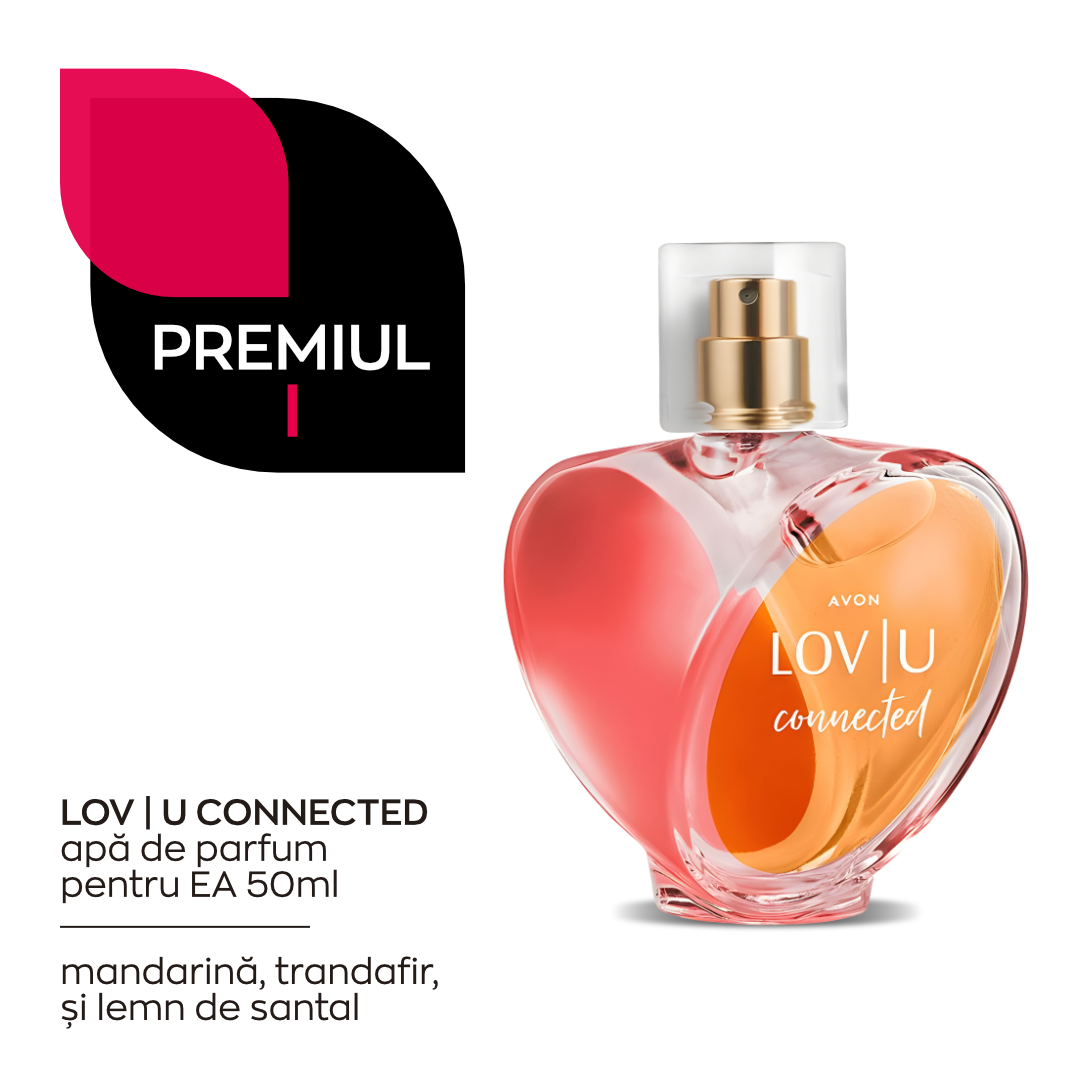 PREMIUL
I
AVON
LOV|U
connected
LOV | U CONNECTED
apă de parfum
pentru EA 50ml
mandarină, trandafir,
și lemn de santal